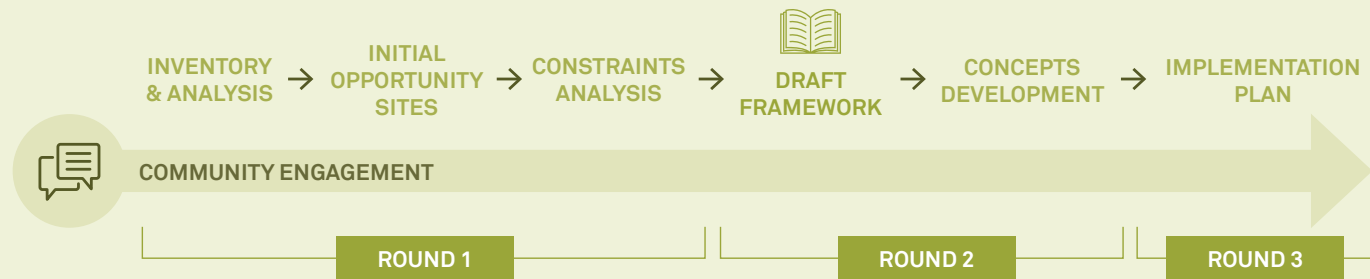 INVENTORY
& ANALYSIS
INITIAL
OPPORTUNITY
SITES
CONSTRAINTS
ANALYSIS
DRAFT
FRAMEWORK
CONCEPTS
DEVELOPMENT
IMPLEMENTATION
PLAN
COMMUNITY ENGAGEMENT
ROUND 1
ROUND 2
ROUND 3